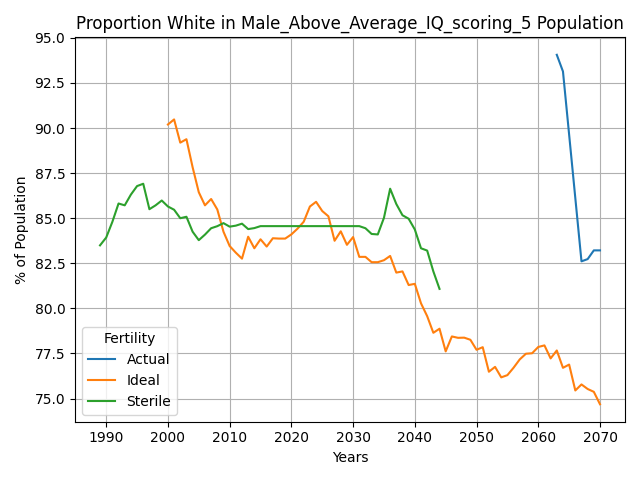 Proportion White in Male_Above_Average_IQ_scoring_5 Population
% of Population
95.0
92.5
90.0
87.5
85.0
82.5
80.0
77.5
75.0
Fertility
Actual
Ideal
Sterile
1990 2000 2010 2020 2030 2040 2050 2060 2070
Years